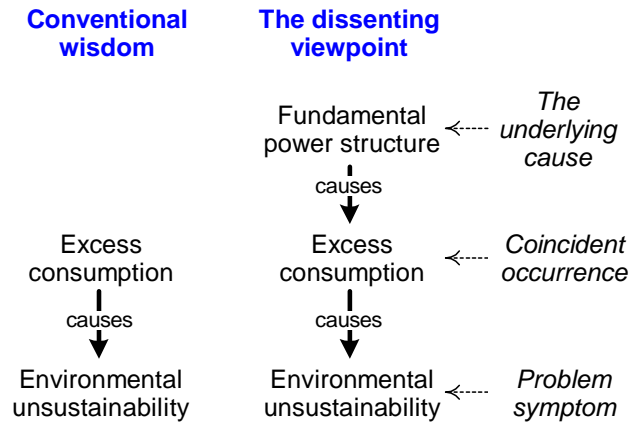 Conventional
wisdom
The dissenting
viewpoint
Fundamental
power structure
The
underlying
cause
causes
Excess
consumption
Excess
consumption
Coincident
occurrence
causes
causes
Environmental
unsustainability
Environmental
unsustainability
Problem
symptom